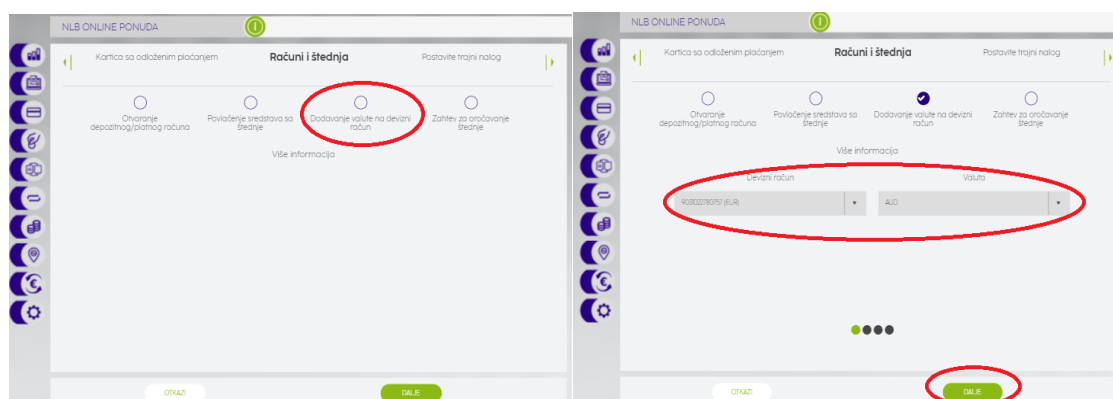 NLB ONLINE PONUDA
Kartica sa odloženim plaćanjem
Računi i štednja
Postavite trajni nalog
Otvaranje
depozitnog/platnog računa
Povlačenje sredstava sa
štednje
Dodavanje valute na devizni
račun
Zahtev za oročavanje
štednje
Više informacija
OTKAŽI
DALJE
NLB ONLINE PONUDA
Kartica sa odloženim plaćanjem
Računi i štednja
Postavite trajni nalog
Otvaranje
depozitnog/platnog računa
Povlačenje sredstava sa
štednje
Dodavanje valute na devizni
račun
Zahtev za oročavanje
štednje
Više informacija
Devizni račun
Valuta
(EUR)
AUD
OTKAŽI
DALJE